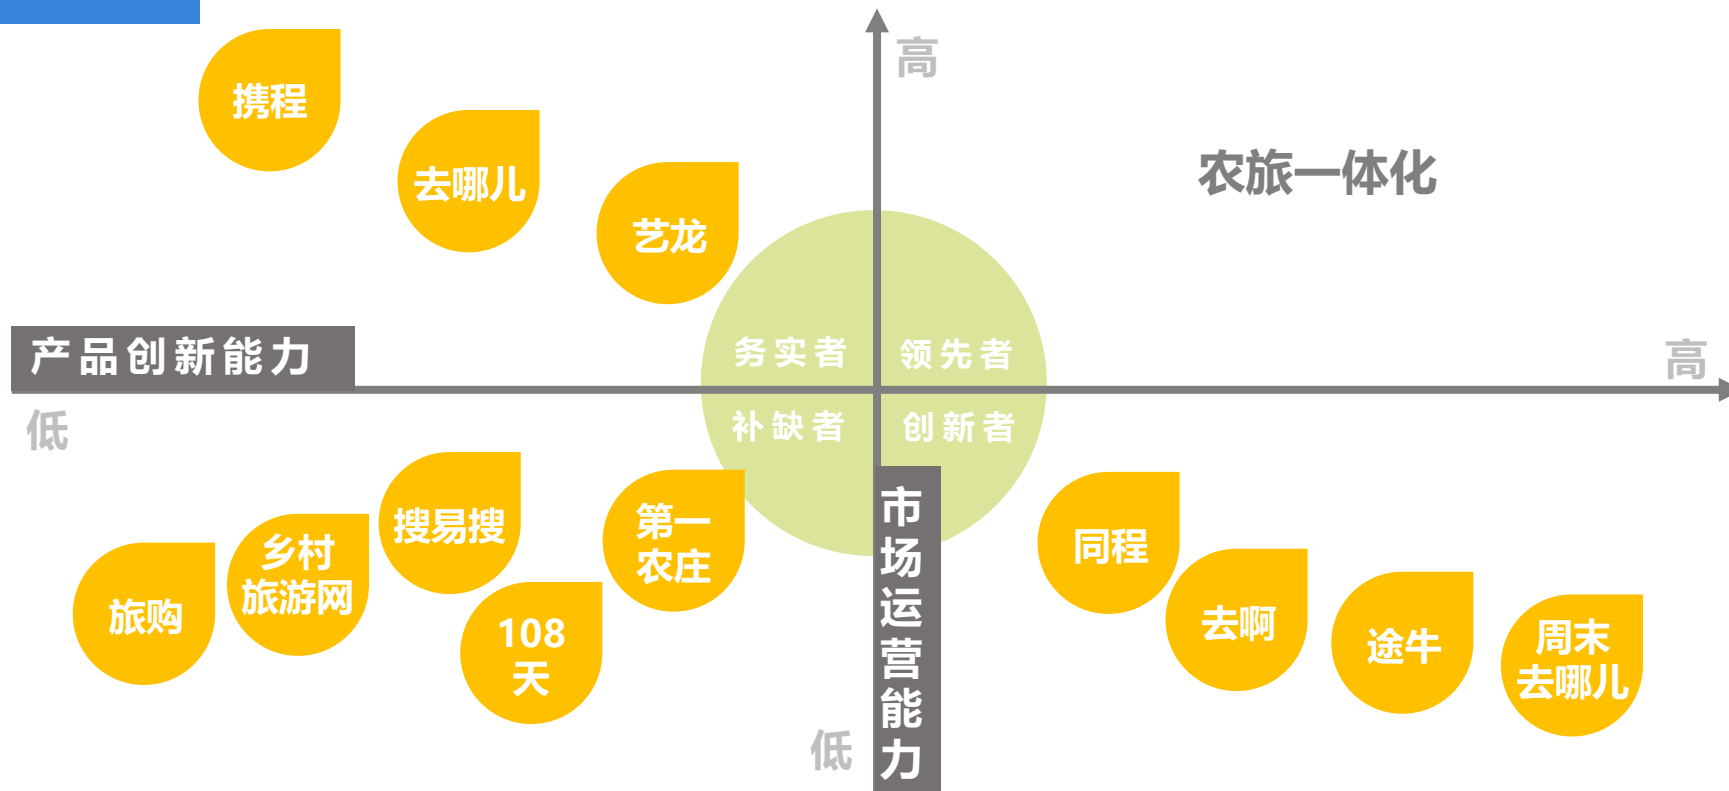 高
携程
去哪儿
艺龙
农旅一体化
产品创新能力
务实者
领先者
高
低
补缺者
创新者
搜易搜
第一
农庄
市场运营能力
同程
乡村
旅游网
旅购
108
天
去啊
途牛
周末
去哪儿
低